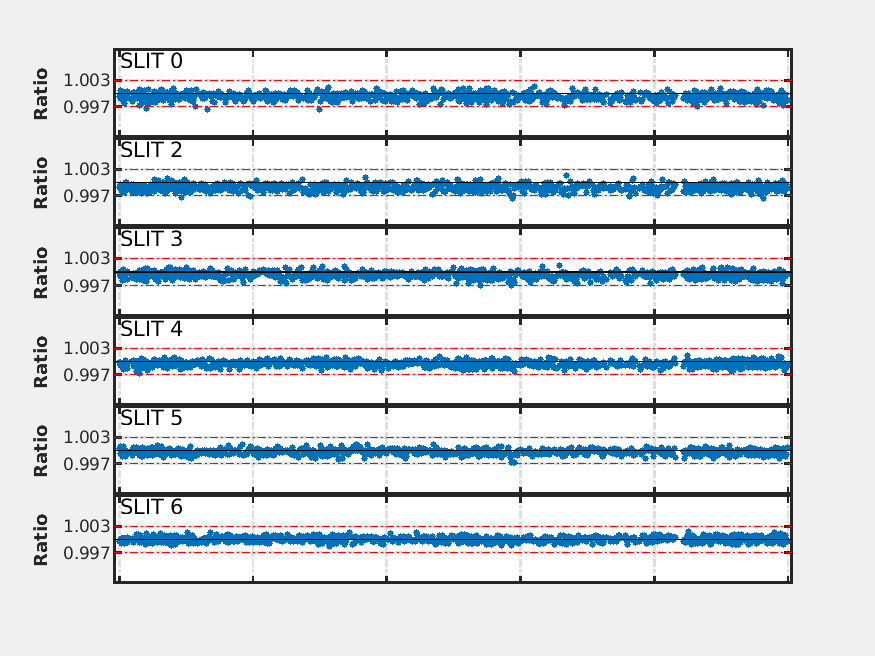 SLIT 0
1.003
0.997
Ratio
SLIT 2
1.003
0.997
Ratio
SLIT 3
1.003
0.997
Ratio
SLIT 4
1.003
0.997
Ratio
SLIT 5
1.003
0.997
Ratio
SLIT 6
1.003
0.997
Ratio